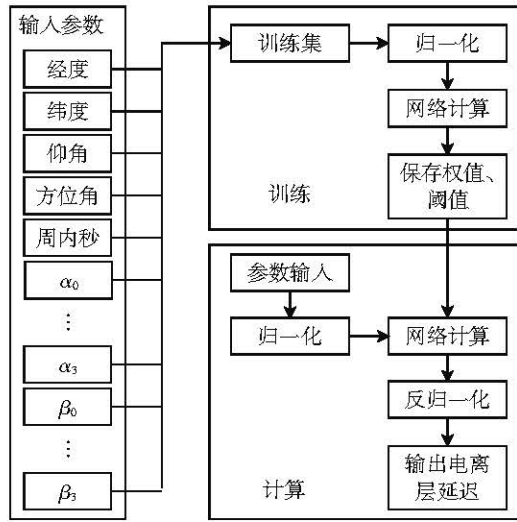 输入参数
经度
纬度
仰角
方位角
周内秒
α₀
⋮
α₃
β₀
⋮
β₃
训练集
归一化
网络计算
保存权值、
阈值
训练
参数输入
归一化
网络计算
反归一化
输出电离
层延迟
计算